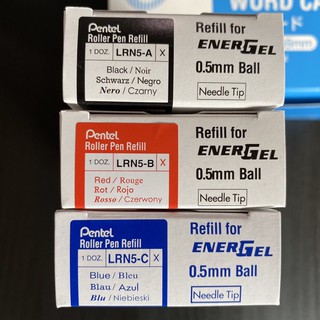 WORD CA
Pentel
Roller Pen Refill
1 DOZ. LRN5-A X
Black / Noir
Schwarz / Negro
Nero / Czarny
Refill for
ENERGEL
0.5mm Ball
Needle Tip
Pentel
Roller Pen Refill
1 DOZ. LRN5-B X
Red / Rouge
Rot / Rojo
Rosso / Czerwony
Refill for
ENERGEL
0.5mm Ball
Needle Tip
Pentel
Roller Pen Refill
1 DOZ. LRN5-C X
Blue / Bleu
Blau / Azul
Blu / Niebieski
Refill for
ENERGEL
0.5mm Ball
Needle Tip